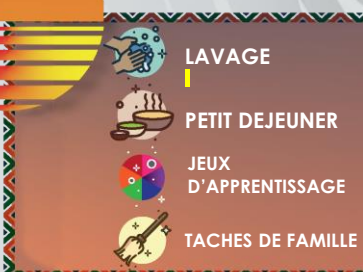 LAVAGE
PETIT DEJEUNER
JEUX
D'APPRENTISSAGE
TACHES DE FAMILLE